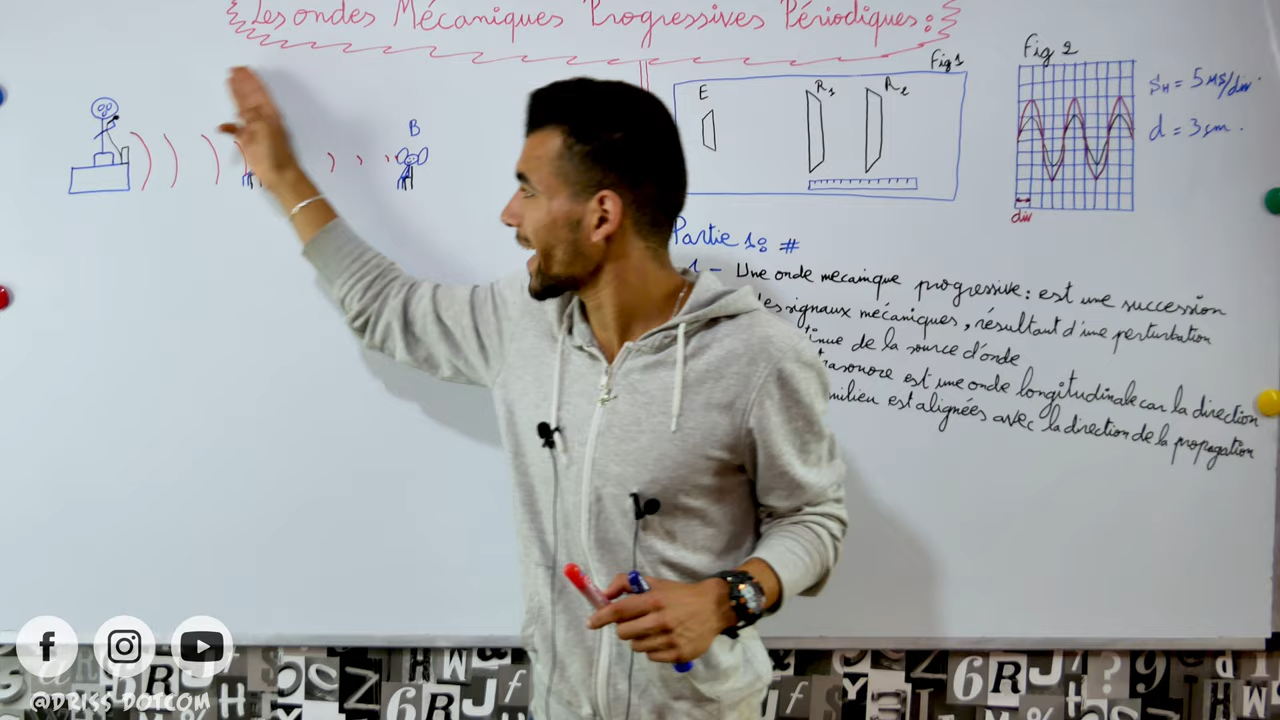 Les ondes Mécaniques Progressives Périodiques:
Fig 1
E
R1
R2
B
Fig 2
SH = 5 MS/div
d = 3 cm.
div
Partie 1: #
1 - Une onde mecanique progressive: est une succession
des signaux mécaniques, résultant d'une perturbation
tinue de la source d'onde
trasonore est une onde longitudinale car la direction
milieu est alignées avec la direction de la propagation
@DRISS DOTCOM